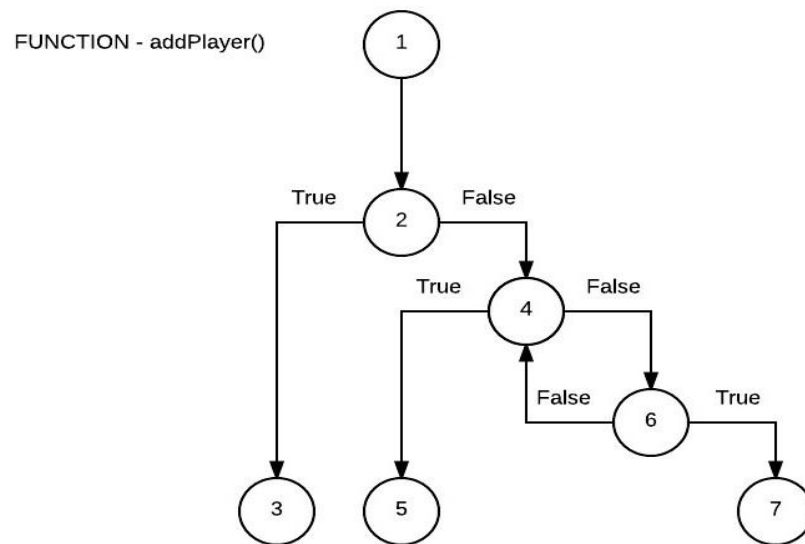 FUNCTION - addPlayer()
1
True
False
2
True
False
4
False
True
6
3
5
7